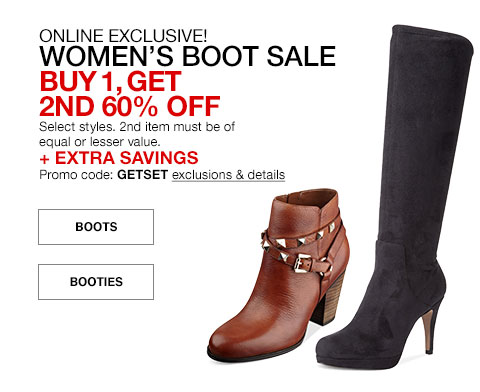 ONLINE EXCLUSIVE!
WOMEN'S BOOT SALE
BUY 1, GET
2ND 60% OFF
Select styles. 2nd item must be of
equal or lesser value.
+ EXTRA SAVINGS
Promo code: GETSET exclusions & details
BOOTS
BOOTIES